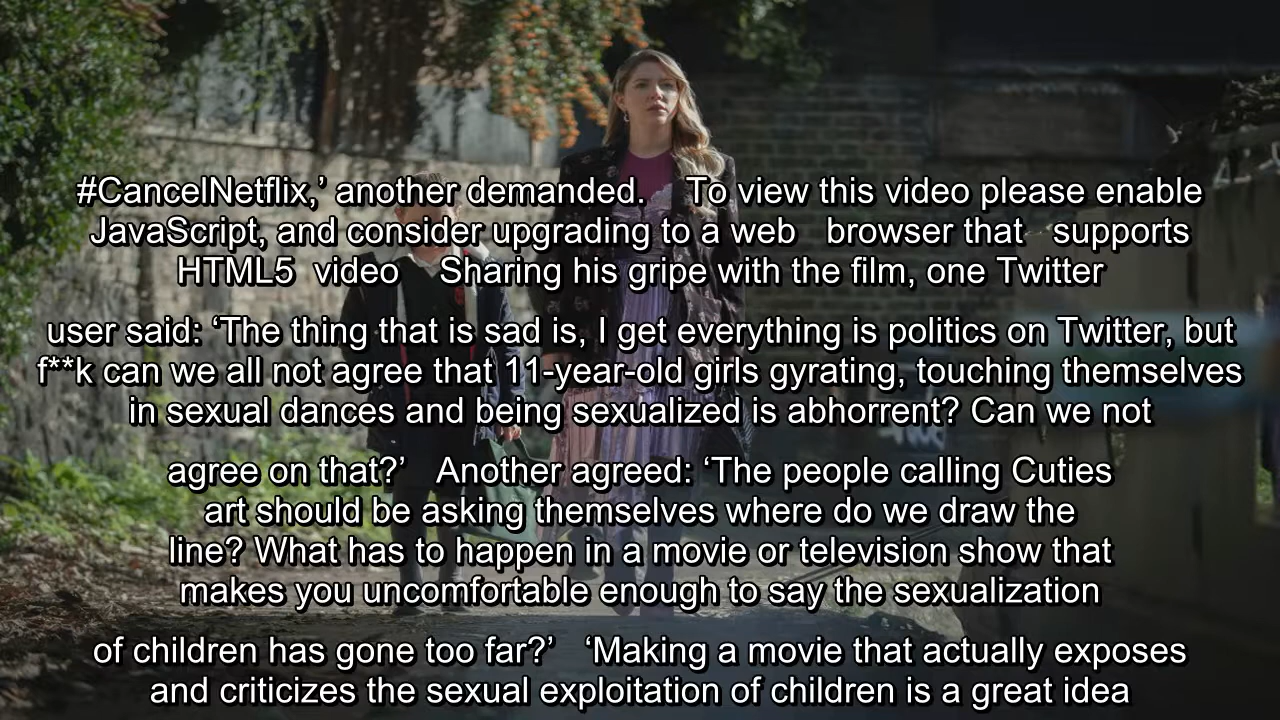 #CancelNetflix,’ another demanded. To view this video please enable
JavaScript, and consider upgrading to a web browser that supports
HTML5 video Sharing his gripe with the film, one Twitter
user said: ‘The thing that is sad is, I get everything is politics on Twitter, but
f**k can we all not agree that 11-year-old girls gyrating, touching themselves
in sexual dances and being sexualized is abhorrent? Can we not
agree on that?’ Another agreed: ‘The people calling Cuties
art should be asking themselves where do we draw the
line? What has to happen in a movie or television show that
makes you uncomfortable enough to say the sexualization
of children has gone too far?’ ‘Making a movie that actually exposes
and criticizes the sexual exploitation of children is a great idea